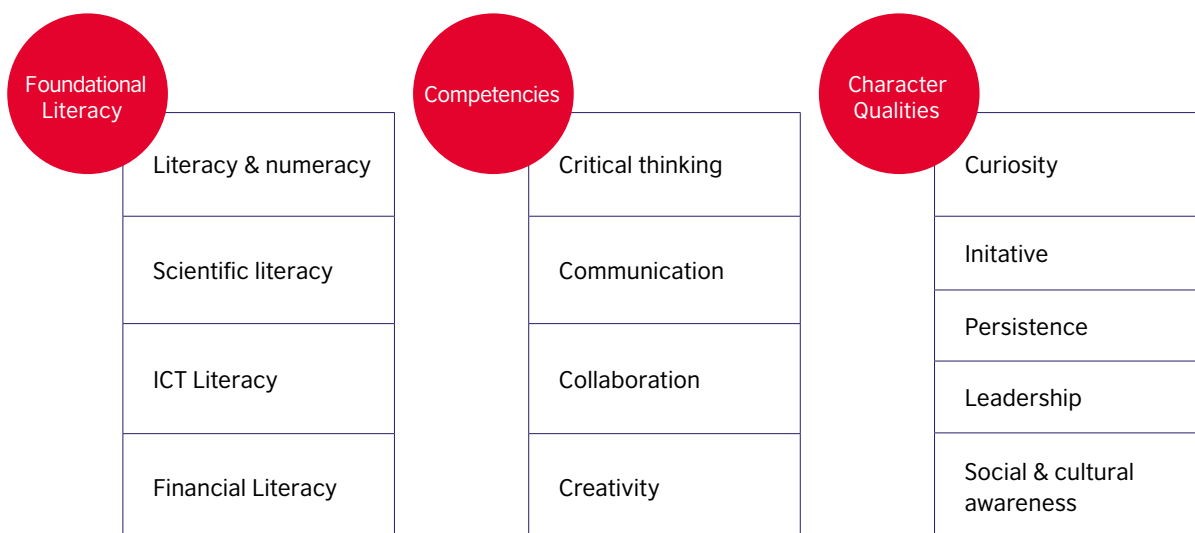 Foundational
Literacy
Literacy & numeracy
Scientific literacy
ICT Literacy
Financial Literacy
Competencies
Critical thinking
Communication
Collaboration
Creativity
Character
Qualities
Curiosity
Initative
Persistence
Leadership
Social & cultural
awareness